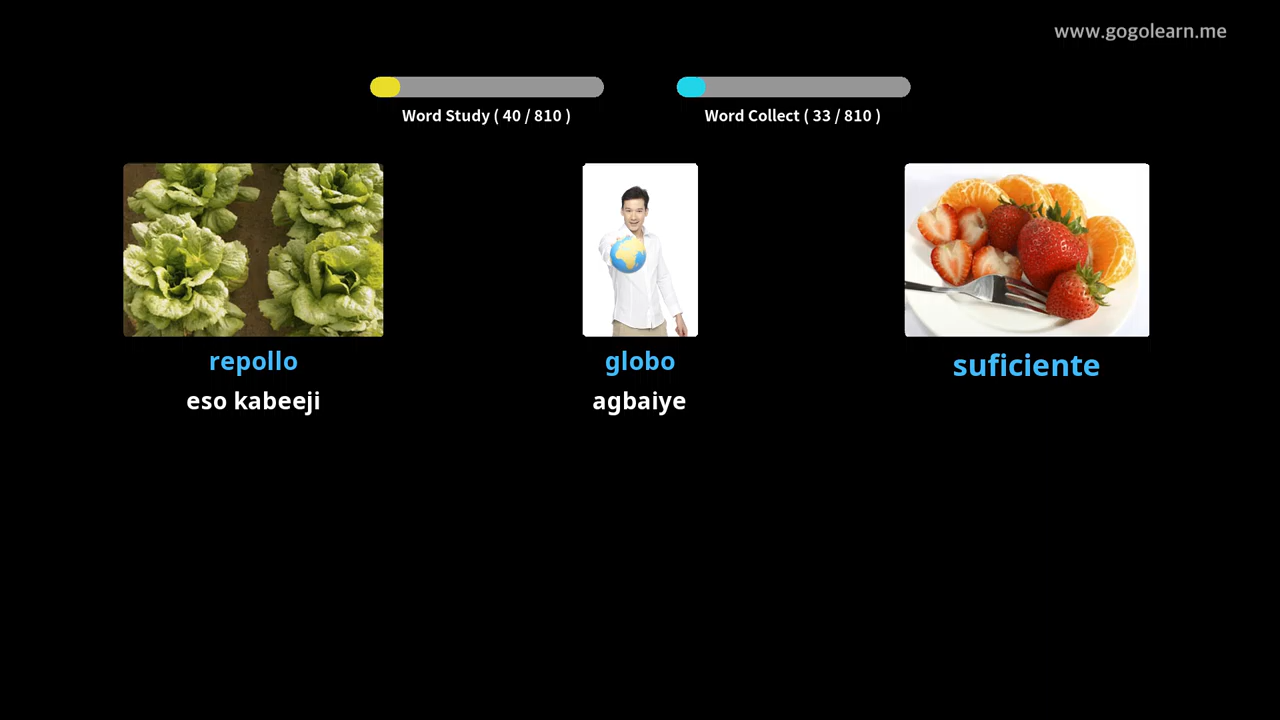 www.gogolearn.me
Word Study ( 40 / 810 )
Word Collect ( 33 / 810 )
repollo
eso kabeeji
globo
agbaiye
suficiente